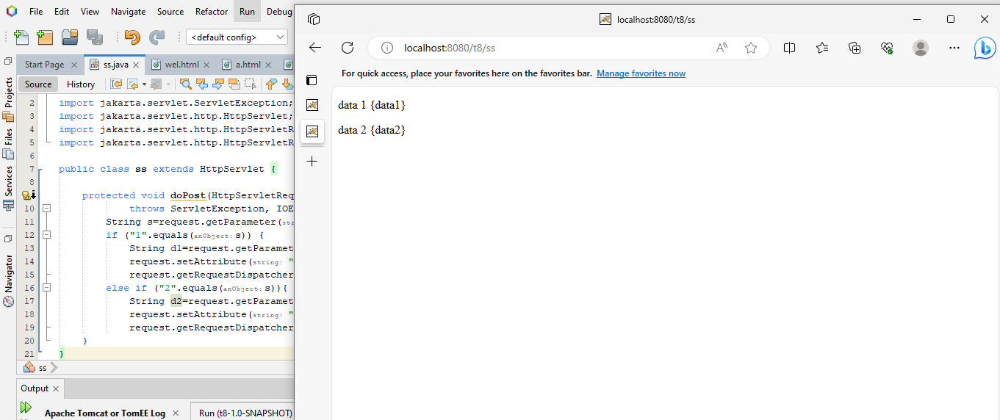 File Edit View Navigate Source Refactor Run Debug
<default config>
Start Page ss.java wel.html a.html
Source History
Projects
Files
Services
Navigator
2 import jakarta.servlet.ServletException;
3 import jakarta.servlet.http.HttpServlet;
4 import jakarta.servlet.http.HttpServletR
5 import jakarta.servlet.http.HttpServletR
6
7 public class ss extends HttpServlet {
8
protected void doPost(HttpServletReq
10 throws ServletException, IOE
11 String s=request.getParameter(str
12 if ("1".equals(anObject: s)) {
13 String d1=request.getParamet
14 request.setAttribute(string: "
15 request.getRequestDispatcher
16 else if ("2".equals(anObject: s)){
17 String d2=request.getParamet
18 request.setAttribute(string: "
19 request.getRequestDispatcher
20 }
21 }
ss
Output
Apache Tomcat or TomEE Log Run (t8-1.0-SNAPSHOT)
localhost:8080/t8/ss
localhost:8080/t8/ss
For quick access, place your favorites here on the favorites bar. Manage favorites now
data 1 {data1}
data 2 {data2}